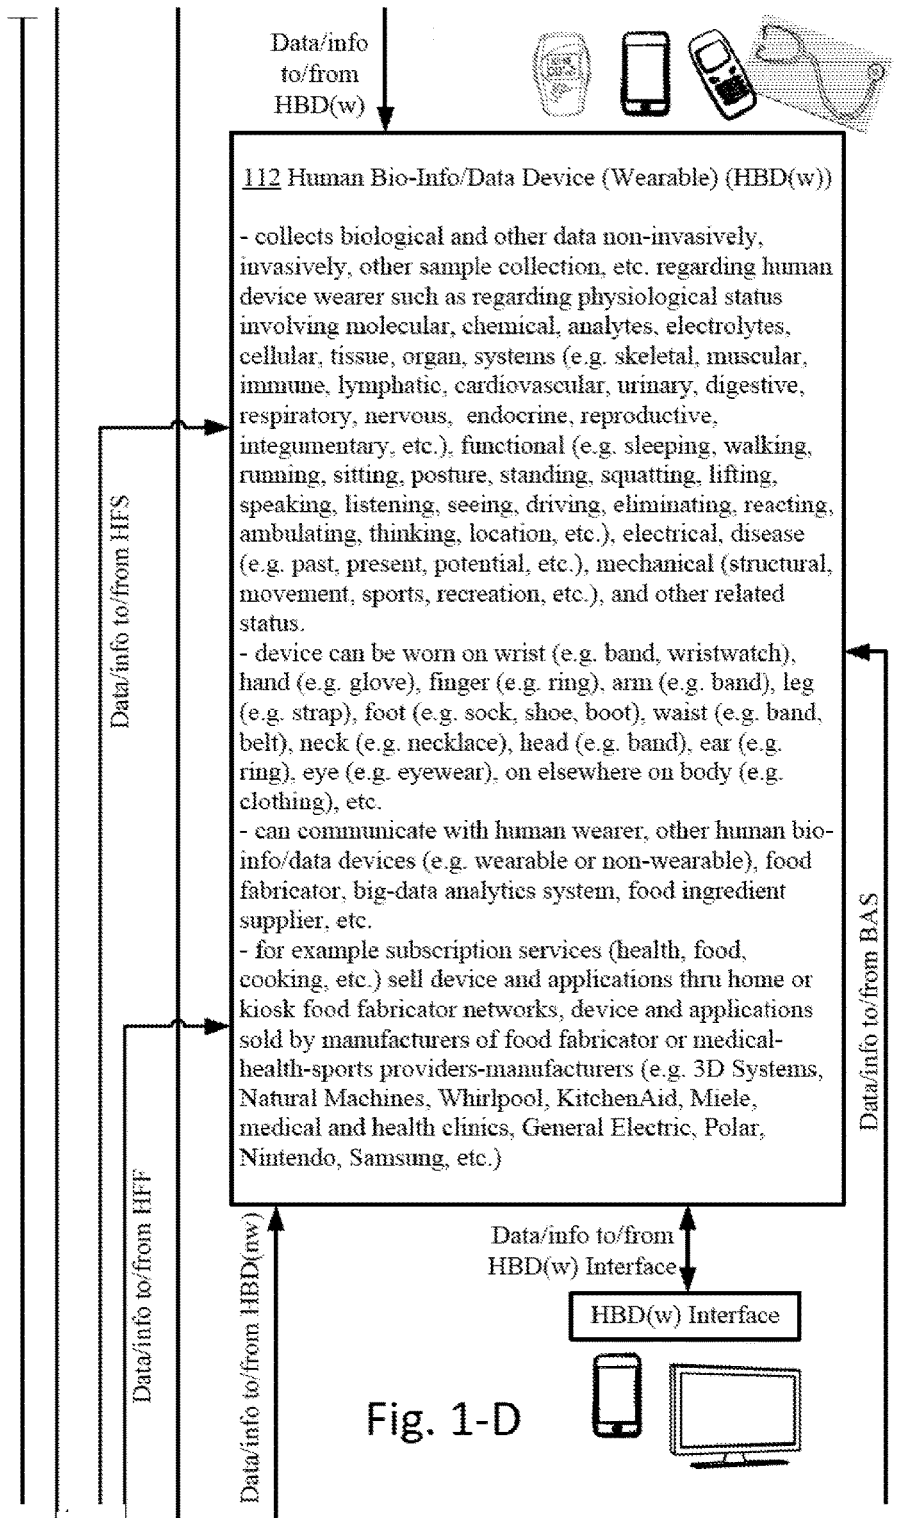 Data/info
to/from
HBD(w)
112 Human Bio-Info/Data Device (Wearable) (HBD(w))
- collects biological and other data non-invasively,
invasively, other sample collection, etc. regarding human
device wearer such as regarding physiological status
involving molecular, chemical, analytes, electrolytes,
cellular, tissue, organ, systems (e.g. skeletal, muscular,
immune, lymphatic, cardiovascular, urinary, digestive,
respiratory, nervous, endocrine, reproductive,
integumentary, etc.), functional (e.g. sleeping, walking,
running, sitting, posture, standing, squatting, lifting,
speaking, listening, seeing, driving, eliminating, reacting,
ambulating, thinking, location, etc.), electrical, disease
(e.g. past, present, potential, etc.), mechanical (structural,
movement, sports, recreation, etc.), and other related
status.
- device can be worn on wrist (e.g. band, wristwatch),
hand (e.g. glove), finger (e.g. ring), arm (e.g. band), leg
(e.g. strap), foot (e.g. sock, shoe, boot), waist (e.g. band,
belt), neck (e.g. necklace), head (e.g. band), ear (e.g.
ring), eye (e.g. eyewear), on elsewhere on body (e.g.
clothing), etc.
- can communicate with human wearer, other human bio-
info/data devices (e.g. wearable or non-wearable), food
fabricator, big-data analytics system, food ingredient
supplier, etc.
- for example subscription services (health, food,
cooking, etc.) sell device and applications thru home or
kiosk food fabricator networks, device and applications
sold by manufacturers of food fabricator or medical-
health-sports providers-manufacturers (e.g. 3D Systems,
Natural Machines, Whirlpool, KitchenAid, Miele,
medical and health clinics, General Electric, Polar,
Nintendo, Samsung, etc.)
Data/info to/from HFS
Data/info to/from HFF
Data/info to/from HBD(nw)
Data/info to/from BAS
Data/info to/from
HBD(w) Interface
HBD(w) Interface
Fig. 1-D